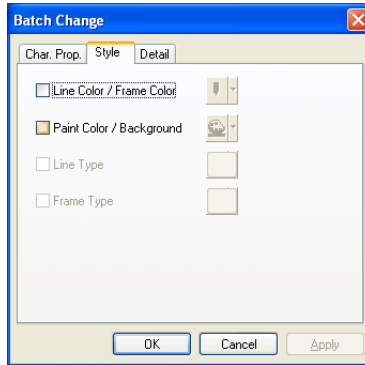 Batch Change
Char. Prop. Style Detail
Line Color / Frame Color
Paint Color / Background
Line Type
Frame Type
OK Cancel Apply